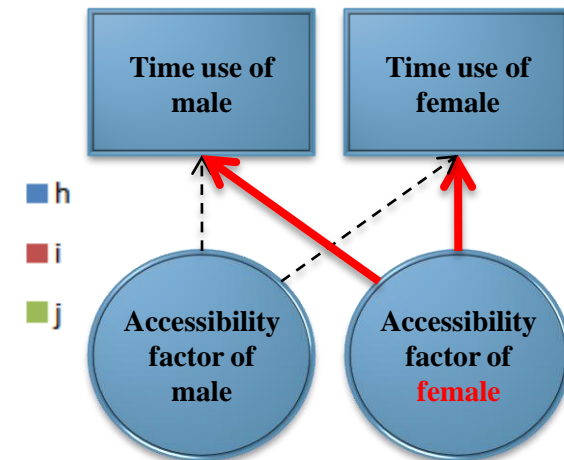 Time use of
male
Time use of
female
h
i
j
Accessibility
factor of
male
Accessibility
factor of
female